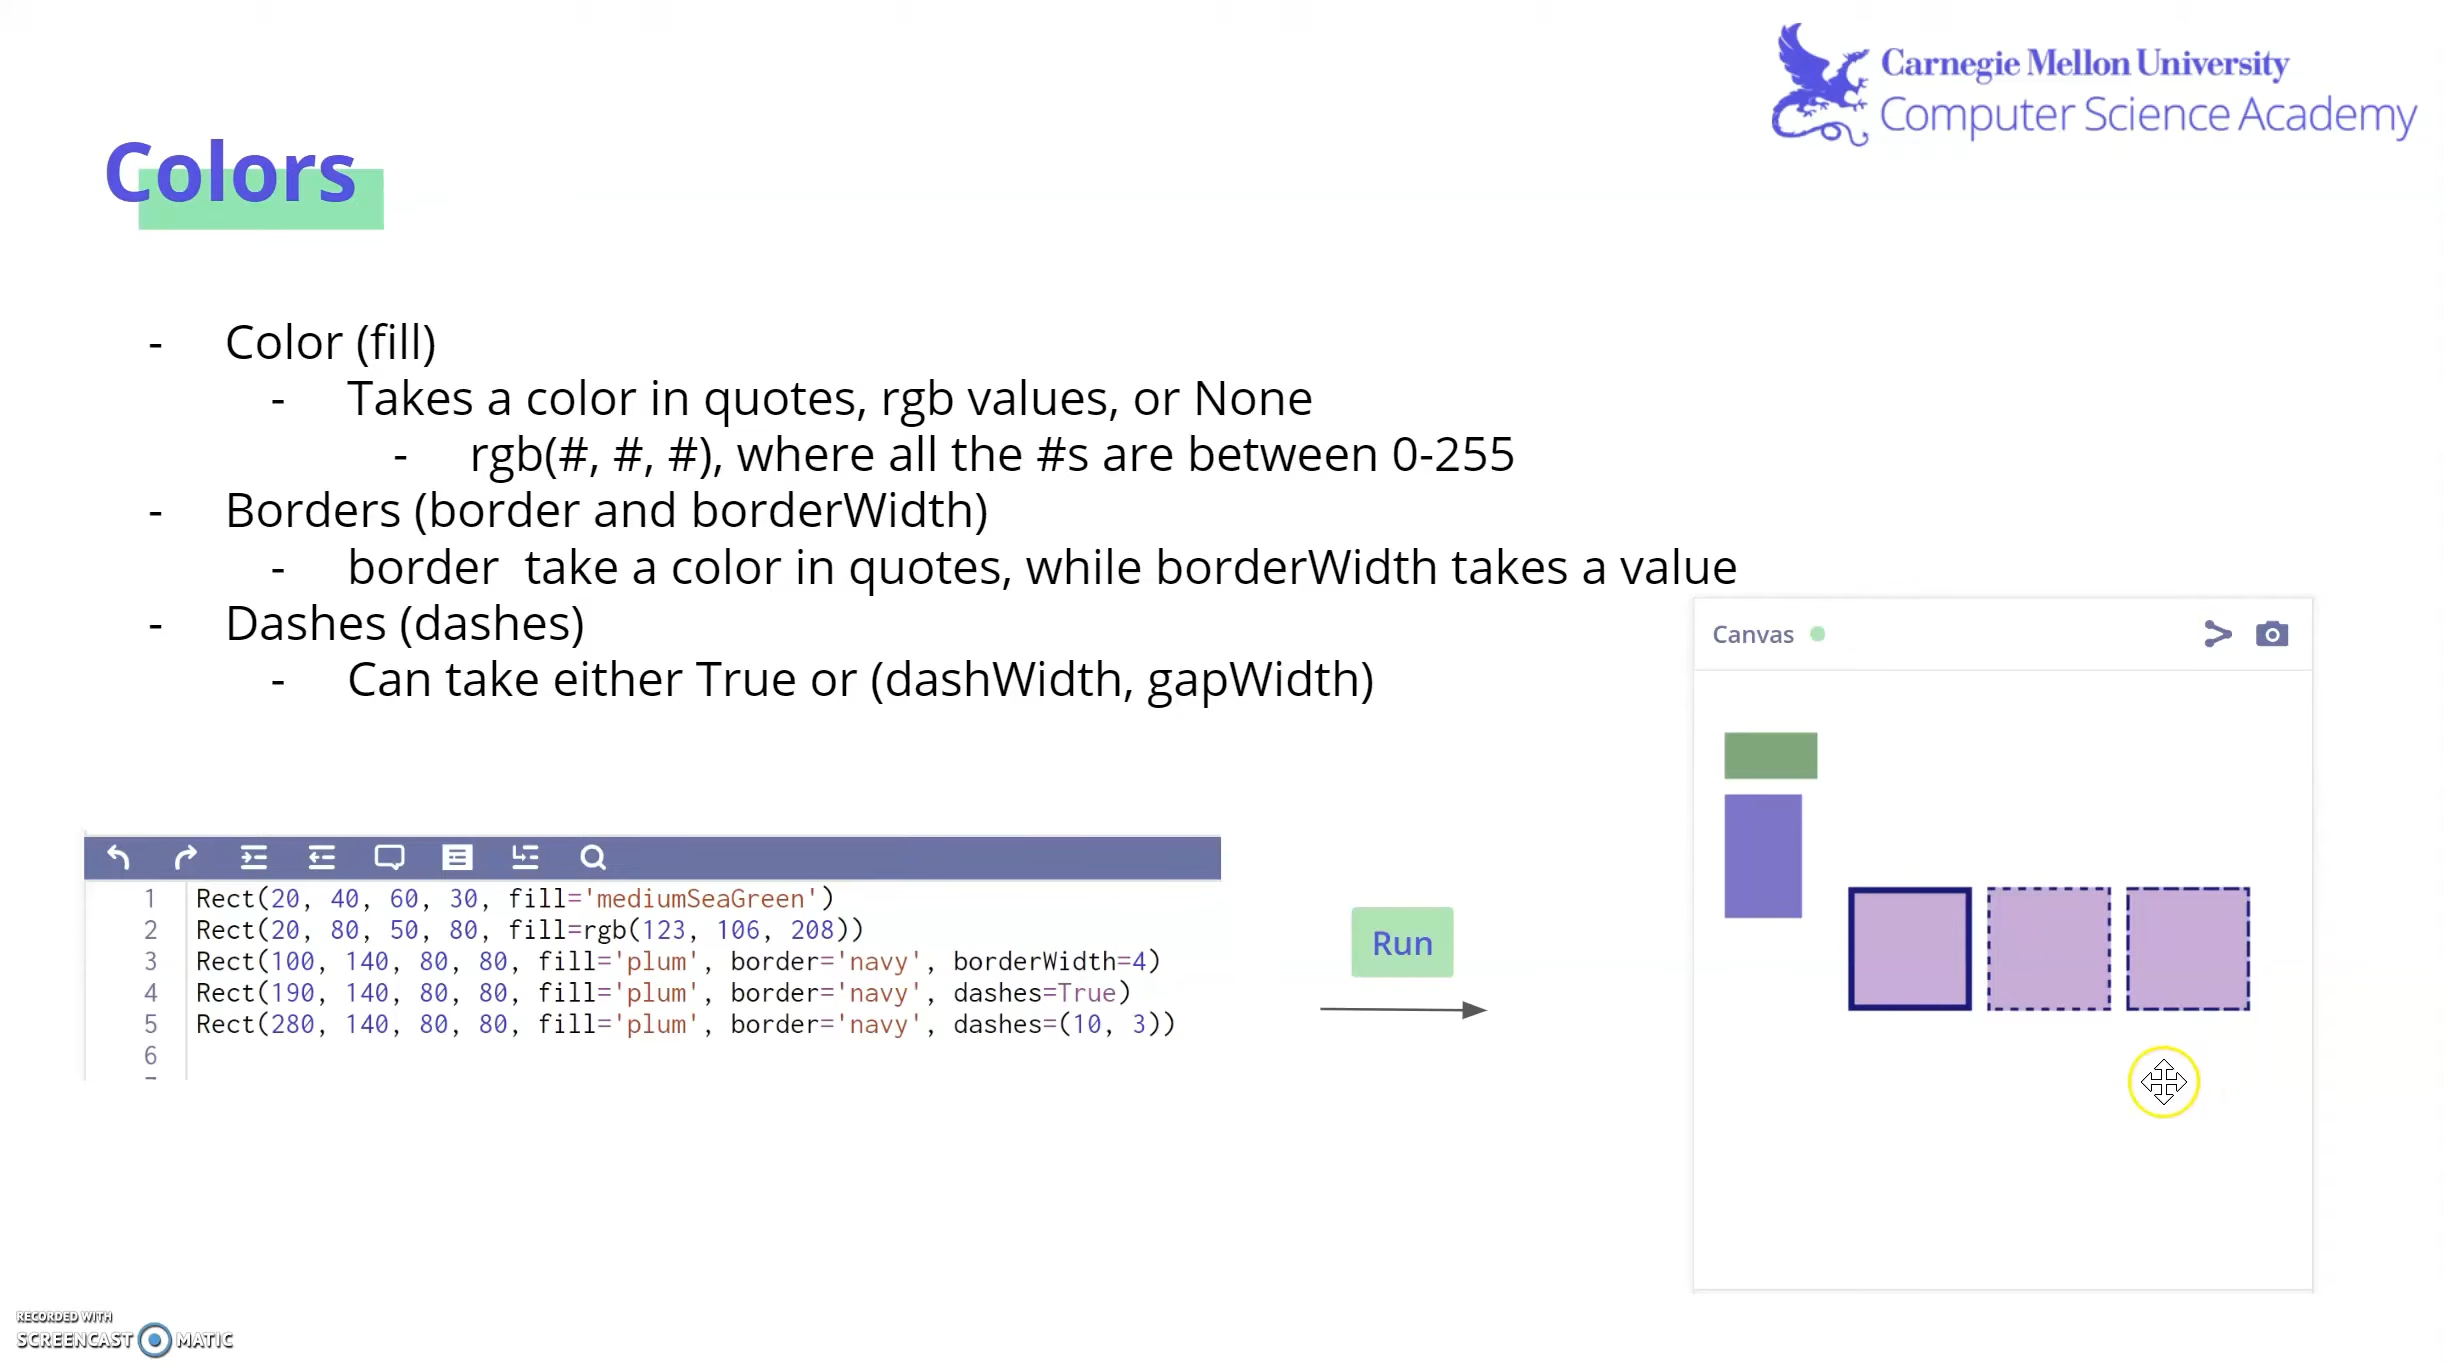 Carnegie Mellon University
Computer Science Academy
Colors
- Color (fill)
- Takes a color in quotes, rgb values, or None
- rgb(#, #, #), where all the #s are between 0-255
- Borders (border and borderWidth)
- border  take a color in quotes, while borderWidth takes a value
- Dashes (dashes)
- Can take either True or (dashWidth, gapWidth)
1 Rect(20, 40, 60, 30, fill='mediumSeaGreen')
2 Rect(20, 80, 50, 80, fill=rgb(123, 106, 208))
3 Rect(100, 140, 80, 80, fill='plum', border='navy', borderWidth=4)
4 Rect(190, 140, 80, 80, fill='plum', border='navy', dashes=True)
5 Rect(280, 140, 80, 80, fill='plum', border='navy', dashes=(10, 3))
6
Run
Canvas
RECORDED WITH
SCREENCAST MATIC